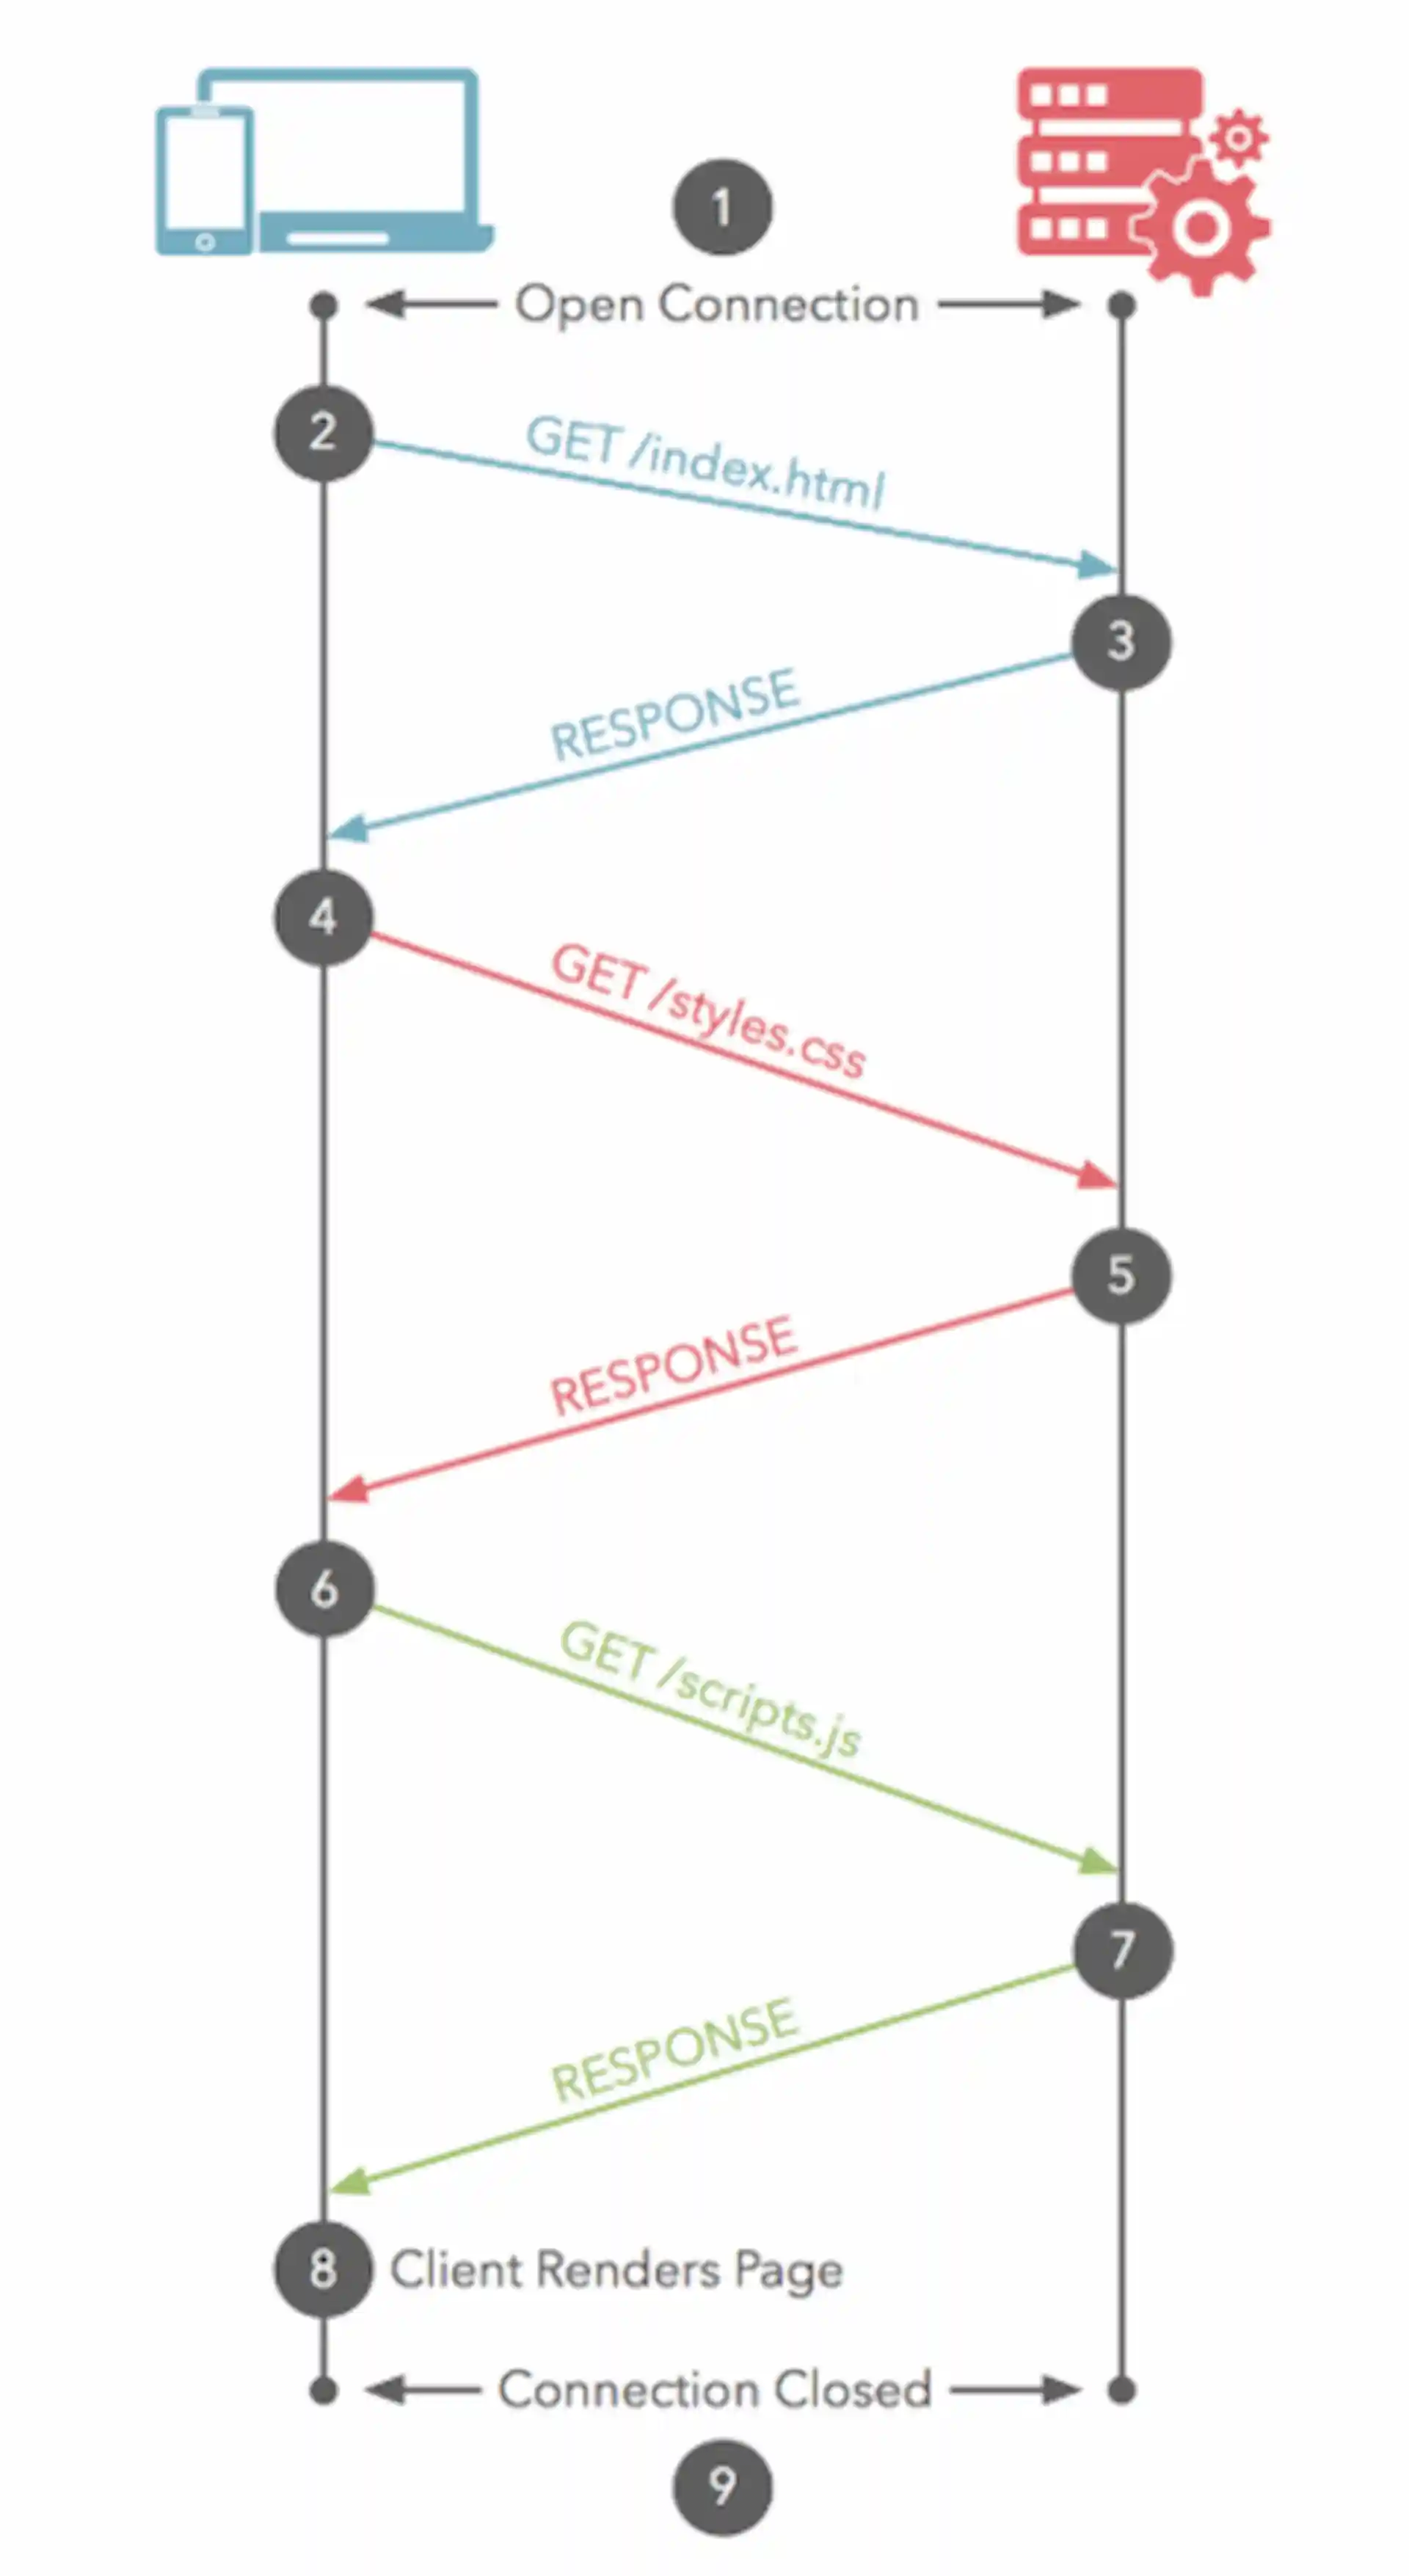 1
Open Connection
2
GET /index.html
3
RESPONSE
4
GET /styles.css
5
RESPONSE
6
GET /scripts.js
7
RESPONSE
8
Client Renders Page
Connection Closed
9